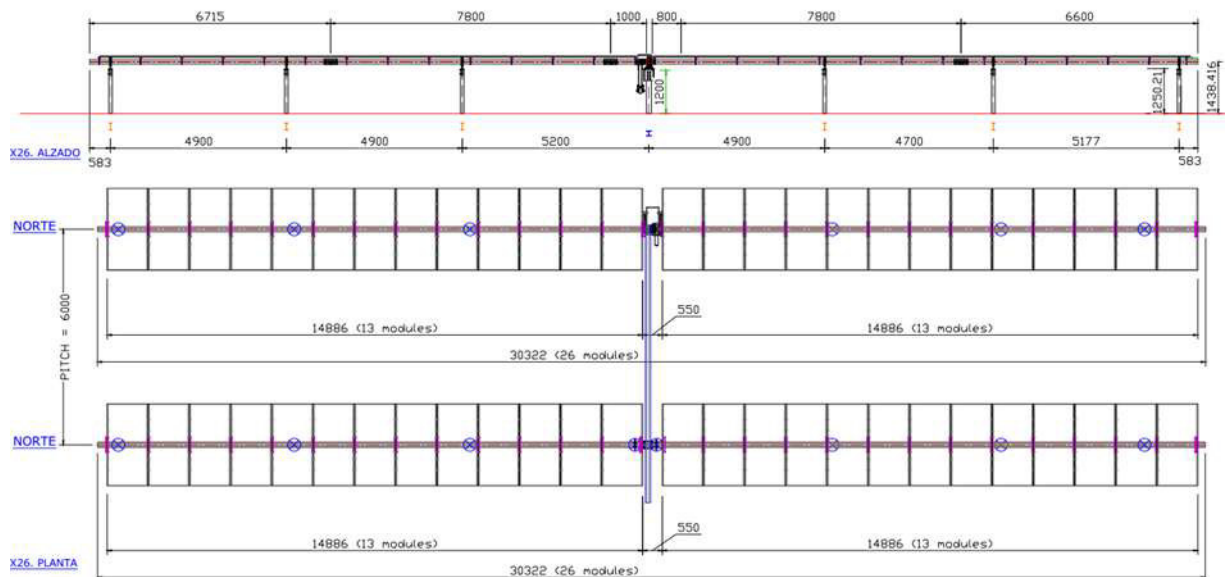 6715 7800 1000 800 7800 6600
1200 1250.21 1438.416
4900 4900 5200 4900 4700 5177
X26. ALZADO
583 583
NORTE
550
14886 (13 modules) 14886 (13 modules)
30322 (26 modules)
PITCH = 6000
NORTE
550
14886 (13 modules) 14886 (13 modules)
X26. PLANTA
30322 (26 modules)